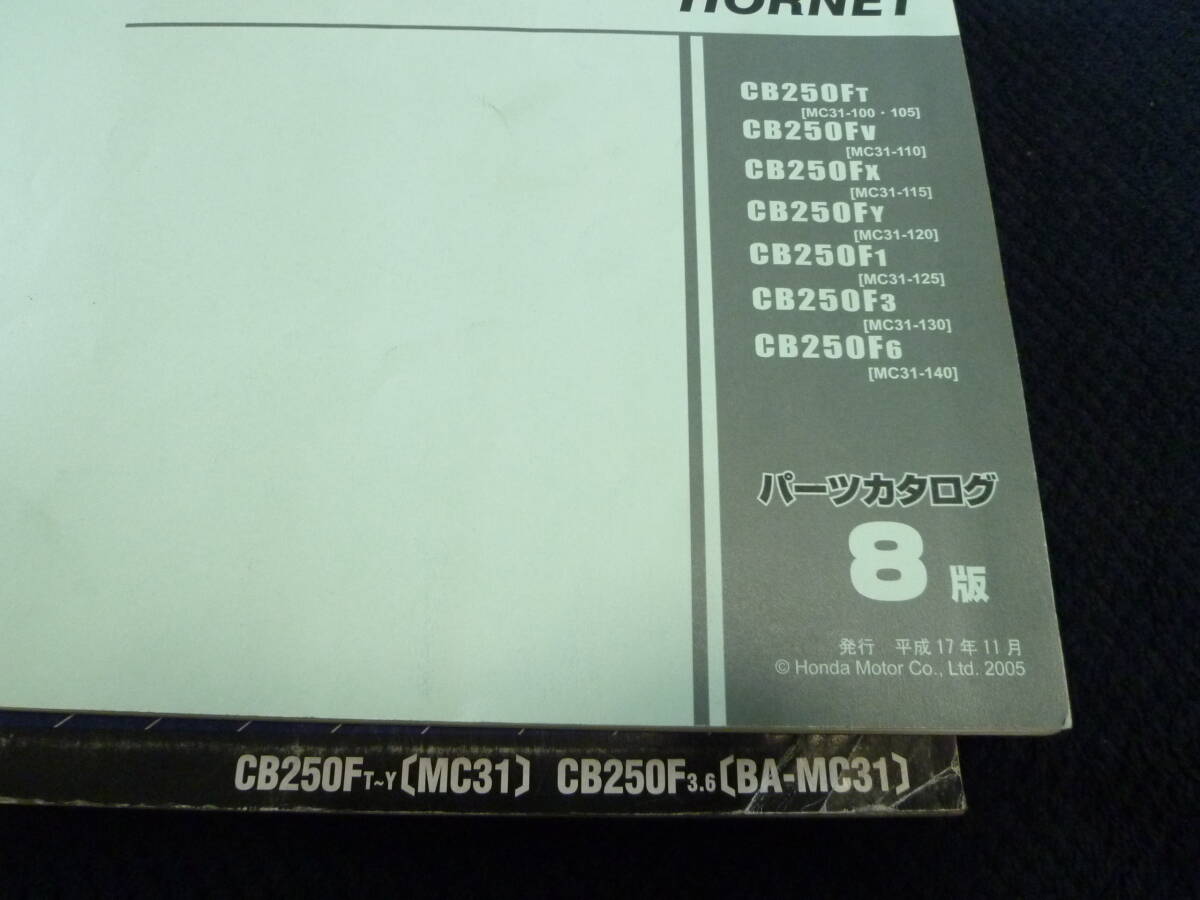 HORNET
CB250FT
[MC31-100・105]
CB250FV
[MC31-110]
CB250FX
[MC31-115]
CB250FY
[MC31-120]
CB250F1
[MC31-125]
CB250F3
[MC31-130]
CB250F6
[MC31-140]
パーツカタログ
8版
発行 平成17年11月
© Honda Motor Co., Ltd. 2005
CB250FT~Y〔MC31〕 CB250F3.6〔BA-MC31〕